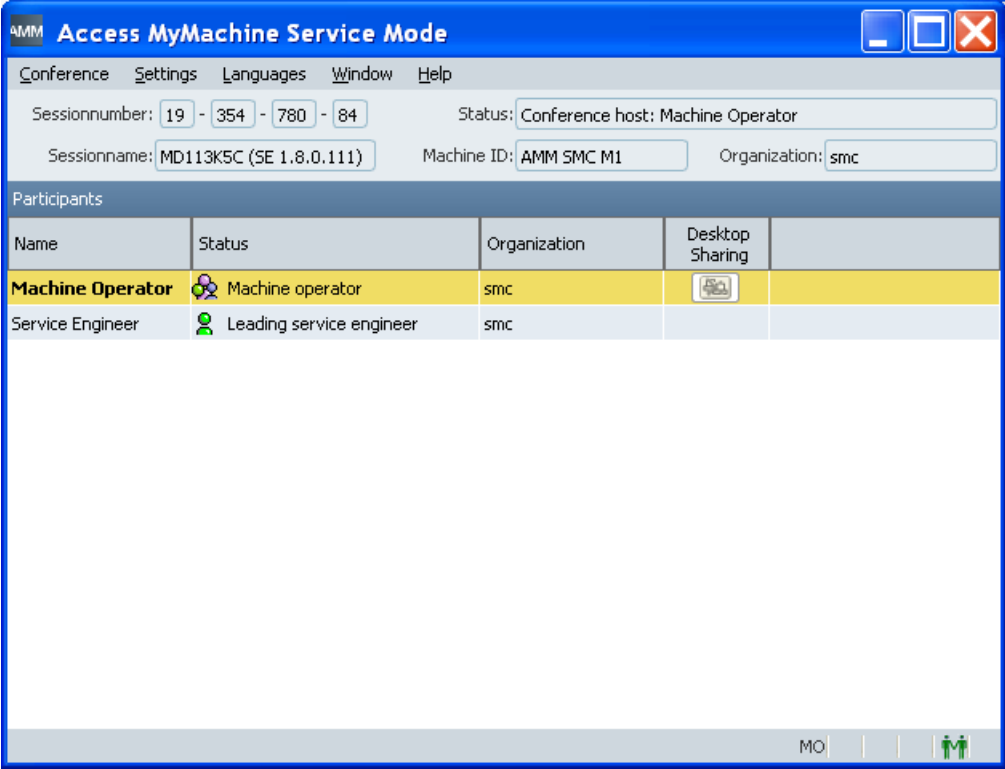 AMM Access MyMachine Service Mode
Conference Settings Languages Window Help
Sessionnumber: 19 - 354 - 780 - 84 Status: Conference host: Machine Operator
Sessionname: MD113K5C (SE 1.8.0.111) Machine ID: AMM SMC M1 Organization: smc
Participants
Name Status Organization Desktop Sharing
Machine Operator Machine operator smc
Service Engineer Leading service engineer smc
MO